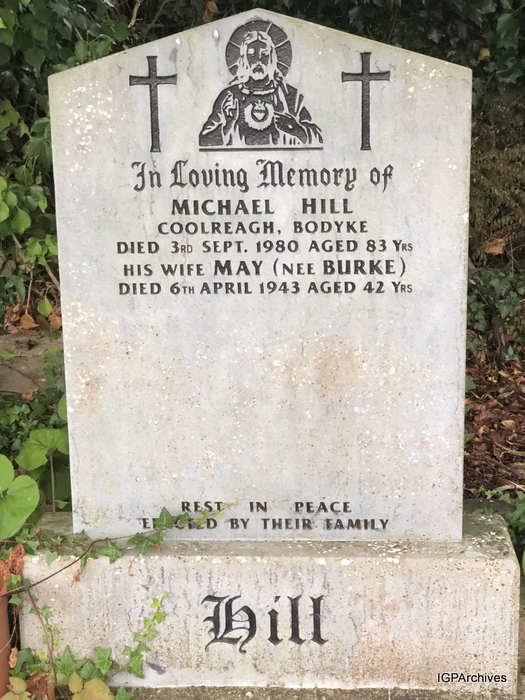 In Loving Memory of
MICHAEL HILL
COOLREAGH, BODYKE
DIED 3RD SEPT. 1980 AGED 83 YRS
HIS WIFE MAY (NEE BURKE)
DIED 6TH APRIL 1943 AGED 42 YRS
REST IN PEACE
ERECTED BY THEIR FAMILY
Hill
IGPArchives